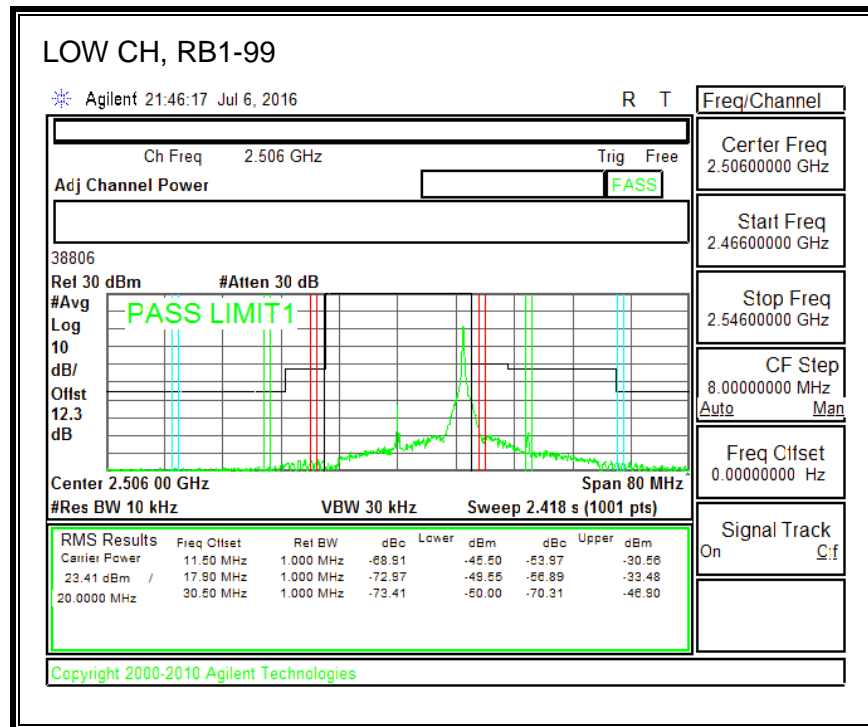 LOW CH, RB1-99
Agilent 21:46:17 Jul 6, 2016 R T
Freq/Channel
Ch Freq 2.506 GHz Trig Free
Adj Channel Power FASS
Center Freq
2.50600000 GHz
Start Freq
2.46600000 GHz
Stop Freq
2.54600000 GHz
CF Step
8.00000000 MHz
Auto Man
Freq Cffset
0.00000000 Hz
Signal Track
On C:f
38806
Ref 30 dBm #Atten 30 dB
#Avg
Log
10
dB/
Offst
12.3
dB
PASS LIMIT1
Center 2.506 00 GHz Span 80 MHz
#Res BW 10 kHz VBW 30 kHz Sweep 2.418 s (1001 pts)
RMS Results Freq Offset Ref BW dBc Lower dBm dBc Upper dBm
Carrier Power 11.50 MHz 1.000 MHz -68.91 -45.50 -53.97 -30.56
23.41 dBm / 17.90 MHz 1.000 MHz -72.97 -49.55 -56.89 -33.48
20.0000 MHz 30.50 MHz 1.000 MHz -73.41 -50.00 -70.31 -46.90
Copyright 2000-2010 Agilent Technologies